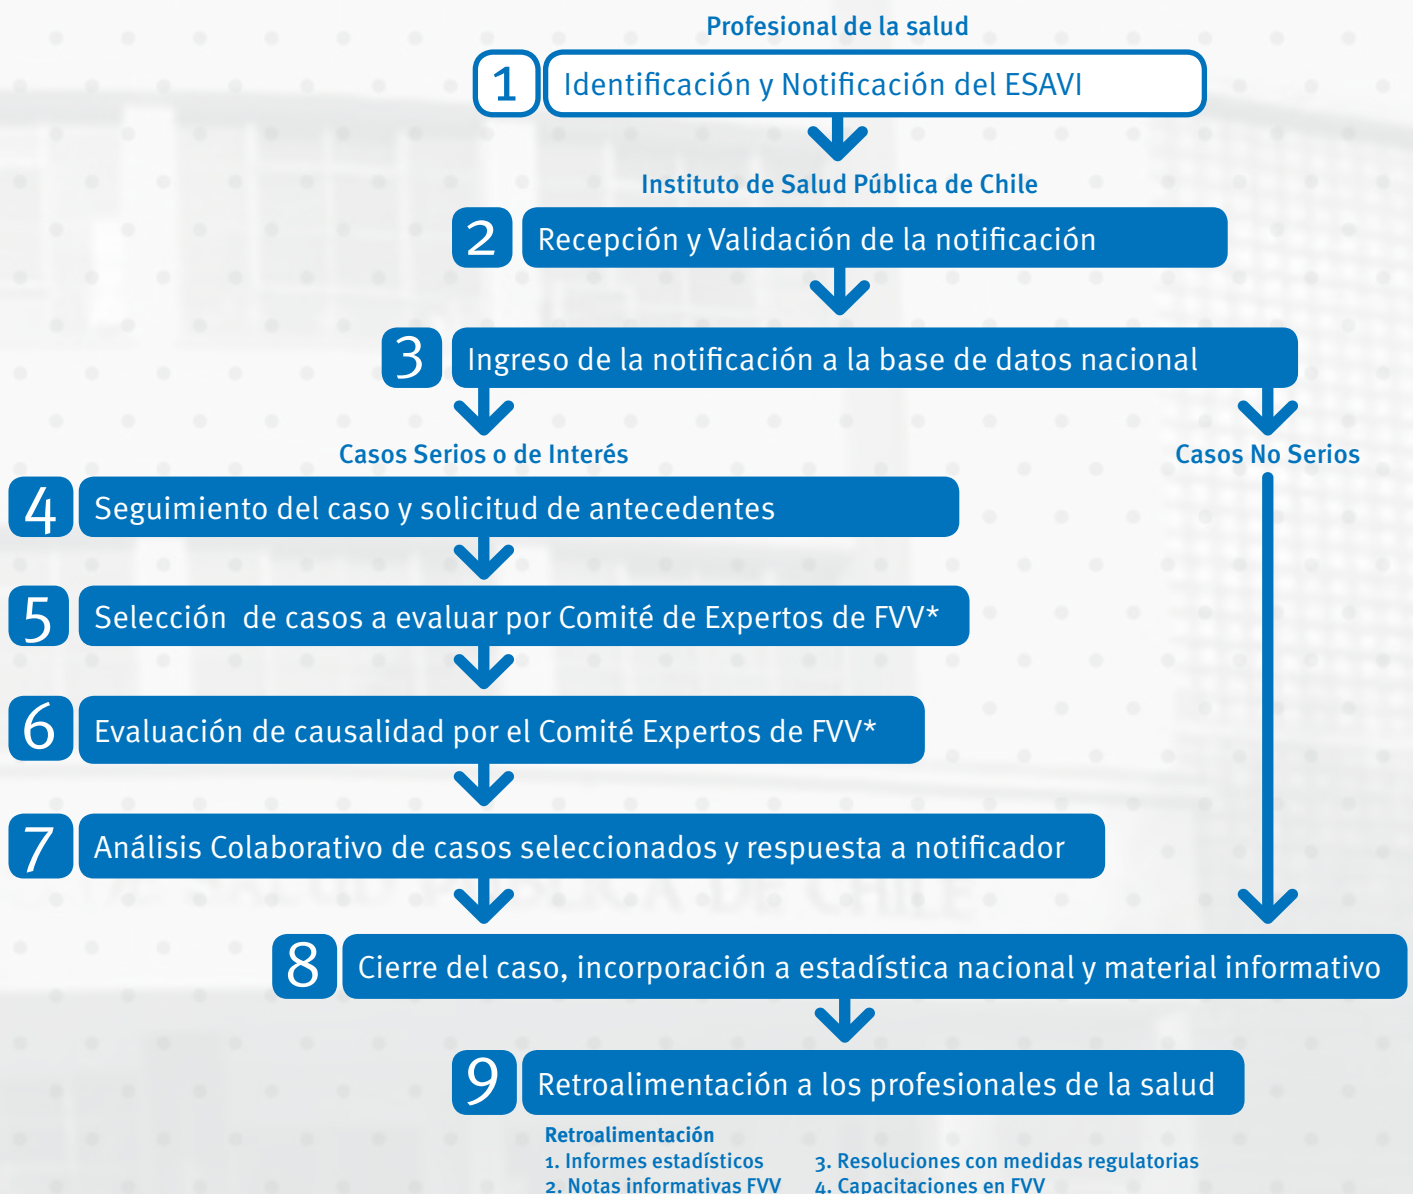 Profesional de la salud
1 Identificación y Notificación del ESAVI
Instituto de Salud Pública de Chile
2 Recepción y Validación de la notificación
3 Ingreso de la notificación a la base de datos nacional
Casos Serios o de Interés
Casos No Serios
4 Seguimiento del caso y solicitud de antecedentes
5 Selección de casos a evaluar por Comité de Expertos de FVV*
6 Evaluación de causalidad por el Comité Expertos de FVV*
7 Análisis Colaborativo de casos seleccionados y respuesta a notificador
SALUD PÚBLICA DE CHILE
8 Cierre del caso, incorporación a estadística nacional y material informativo
9 Retroalimentación a los profesionales de la salud
Retroalimentación
1. Informes estadísticos
2. Notas informativas FVV
3. Resoluciones con medidas regulatorias
4. Capacitaciones en FVV